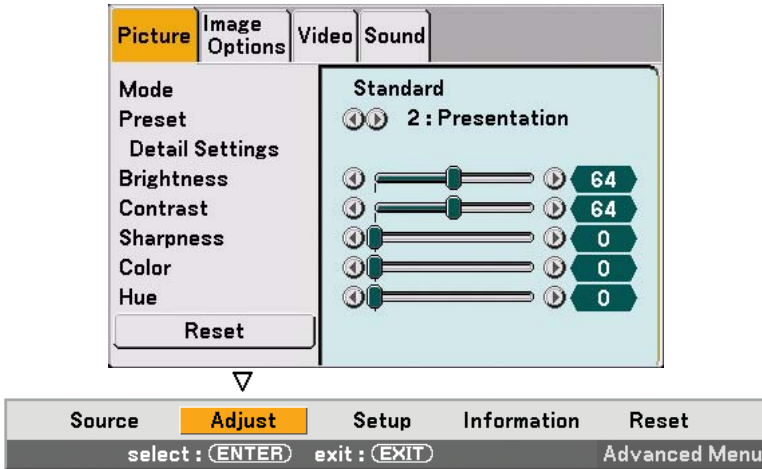 Picture Image Options Video Sound
Mode Standard
Preset 2 : Presentation
Detail Settings
Brightness 64
Contrast 64
Sharpness 0
Color 0
Hue 0
Reset
Source Adjust Setup Information Reset
select : ENTER exit : EXIT Advanced Menu